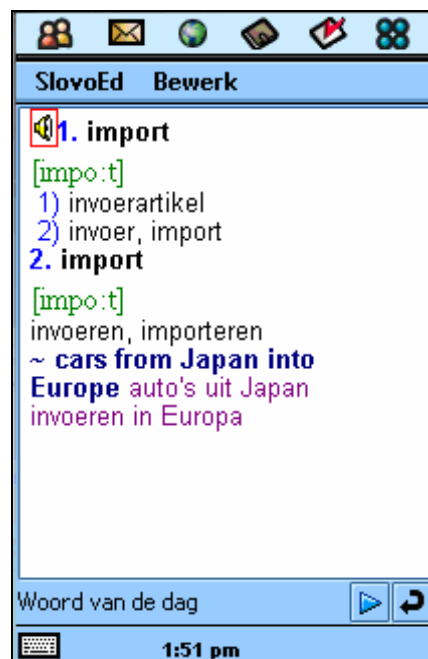 SlovoEd Bewerk
1. import
[impo:t]
1) invoerartikel
2) invoer, import
2. import
[impo:t]
invoeren, importeren
~ cars from Japan into
Europe auto's uit Japan
invoeren in Europa
Woord van de dag
1:51 pm